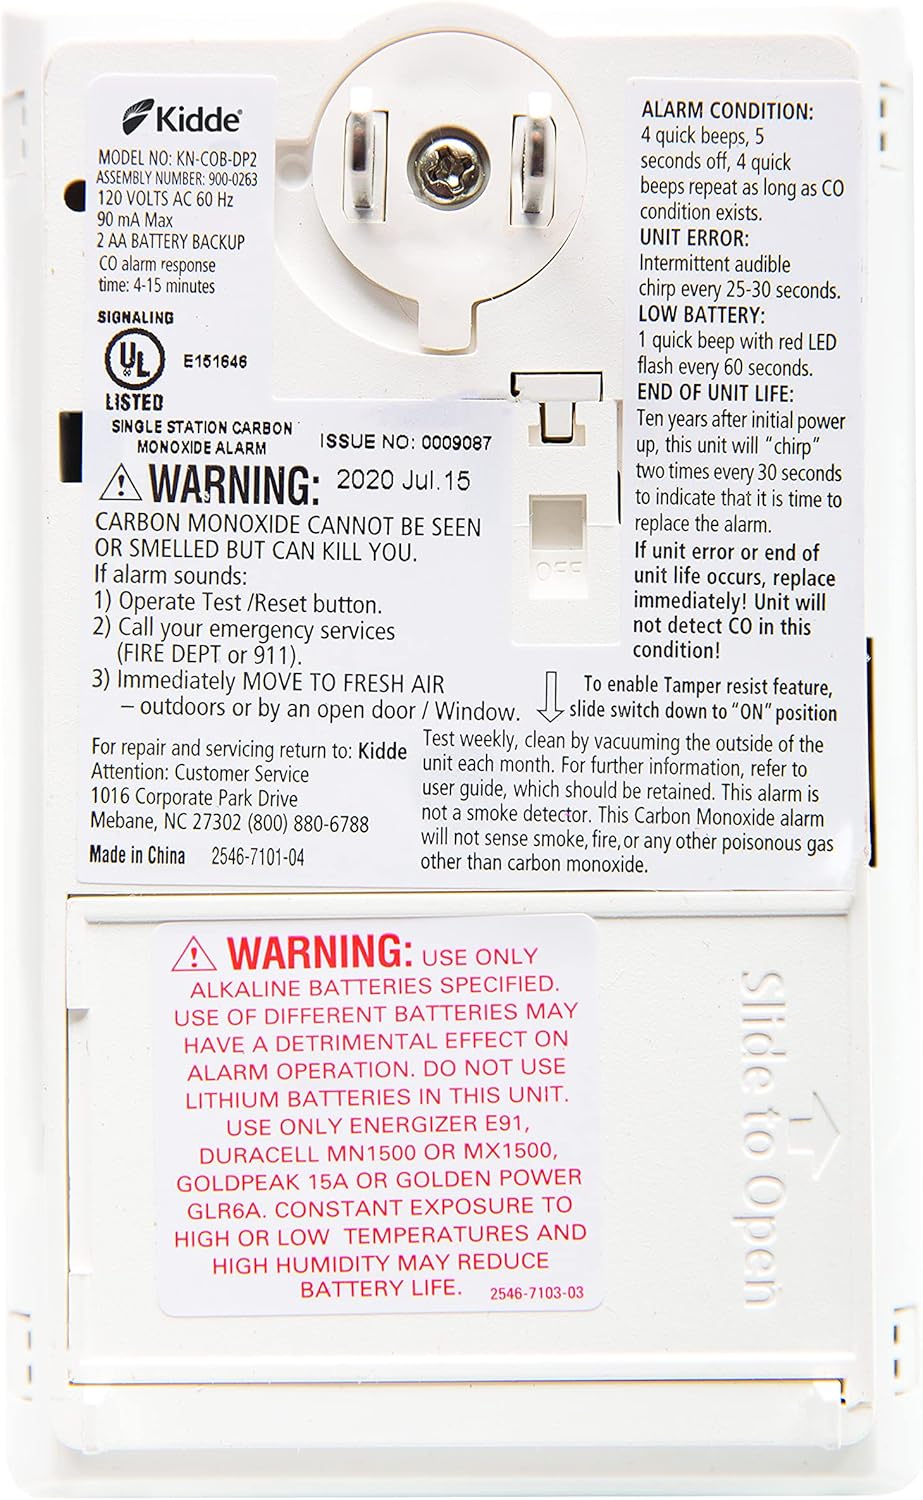 Kidde
MODEL NO: KN-COB-DP2
ASSEMBLY NUMBER: 900-0263
120 VOLTS AC 60 Hz
90 mA Max
2 AA BATTERY BACKUP
CO alarm response
time: 4-15 minutes
SIGNALING
UL
E151646
LISTED
SINGLE STATION CARBON
MONOXIDE ALARM
ISSUE NO: 0009087
WARNING: 2020 Jul.15
CARBON MONOXIDE CANNOT BE SEEN
OR SMELLED BUT CAN KILL YOU.
If alarm sounds:
1) Operate Test /Reset button.
2) Call your emergency services
(FIRE DEPT or 911).
3) Immediately MOVE TO FRESH AIR
– outdoors or by an open door / Window.
For repair and servicing return to: Kidde
Attention: Customer Service
1016 Corporate Park Drive
Mebane, NC 27302 (800) 880-6788
Made in China 2546-7101-04
ALARM CONDITION:
4 quick beeps, 5
seconds off, 4 quick
beeps repeat as long as CO
condition exists.
UNIT ERROR:
Intermittent audible
chirp every 25-30 seconds.
LOW BATTERY:
1 quick beep with red LED
flash every 60 seconds.
END OF UNIT LIFE:
Ten years after initial power
up, this unit will "chirp"
two times every 30 seconds
to indicate that it is time to
replace the alarm.
If unit error or end of
unit life occurs, replace
immediately! Unit will
not detect CO in this
condition!
OFF
To enable Tamper resist feature,
slide switch down to "ON" position
Test weekly, clean by vacuuming the outside of the
unit each month. For further information, refer to
user guide, which should be retained. This alarm is
not a smoke detector. This Carbon Monoxide alarm
will not sense smoke, fire, or any other poisonous gas
other than carbon monoxide.
WARNING: USE ONLY
ALKALINE BATTERIES SPECIFIED.
USE OF DIFFERENT BATTERIES MAY
HAVE A DETRIMENTAL EFFECT ON
ALARM OPERATION. DO NOT USE
LITHIUM BATTERIES IN THIS UNIT.
USE ONLY ENERGIZER E91,
DURACELL MN1500 OR MX1500,
GOLDPEAK 15A OR GOLDEN POWER
GLR6A. CONSTANT EXPOSURE TO
HIGH OR LOW TEMPERATURES AND
HIGH HUMIDITY MAY REDUCE
BATTERY LIFE. 2546-7103-03
Slide to Open